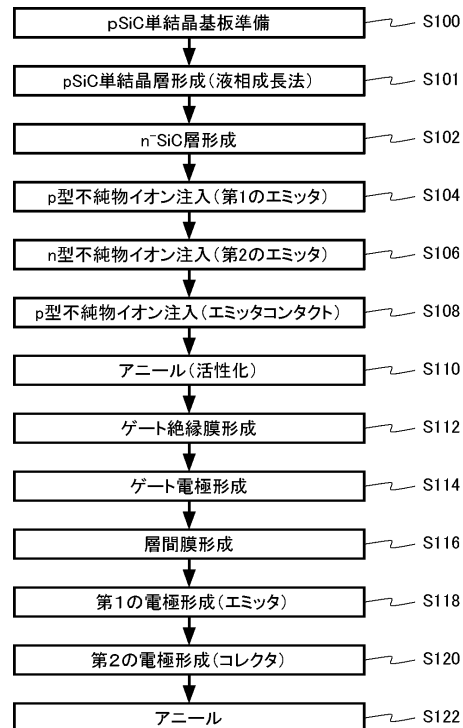 pSiC単結晶基板準備 S100
pSiC単結晶層形成(液相成長法) S101
n⁻SiC層形成 S102
p型不純物イオン注入(第1のエミッタ) S104
n型不純物イオン注入(第2のエミッタ) S106
p型不純物イオン注入(エミッタコンタクト) S108
アニール(活性化) S110
ゲート絶縁膜形成 S112
ゲート電極形成 S114
層間膜形成 S116
第1の電極形成(エミッタ) S118
第2の電極形成(コレクタ) S120
アニール S122